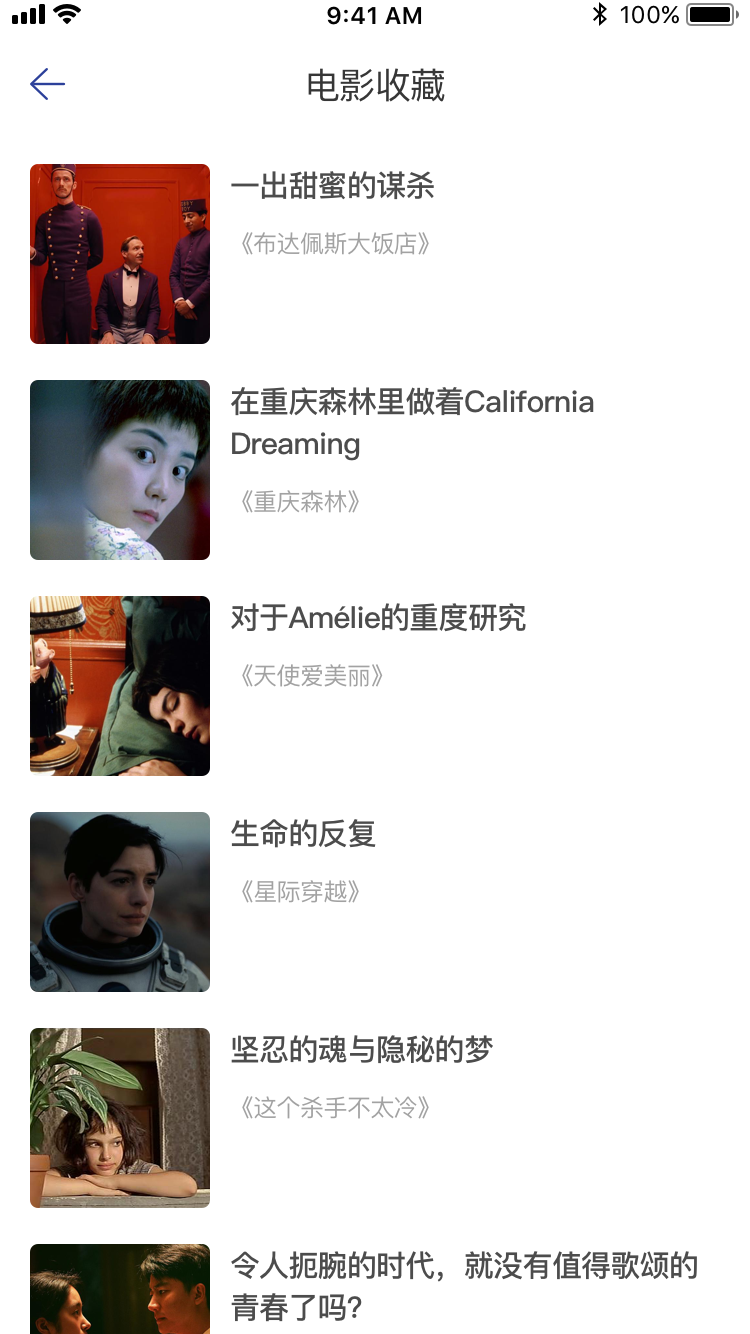 9:41 AM
100%
电影收藏
一出甜蜜的谋杀
《布达佩斯大饭店》
在重庆森林里做着California
Dreaming
《重庆森林》
对于Amélie的重度研究
《天使爱美丽》
生命的反复
《星际穿越》
坚忍的魂与隐秘的梦
《这个杀手不太冷》
令人扼腕的时代，就没有值得歌颂的
青春了吗?